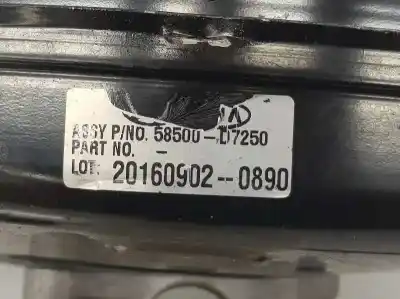 ASSY P/NO. 58500-D7250
PART NO. -
LOT: 20160902--0890